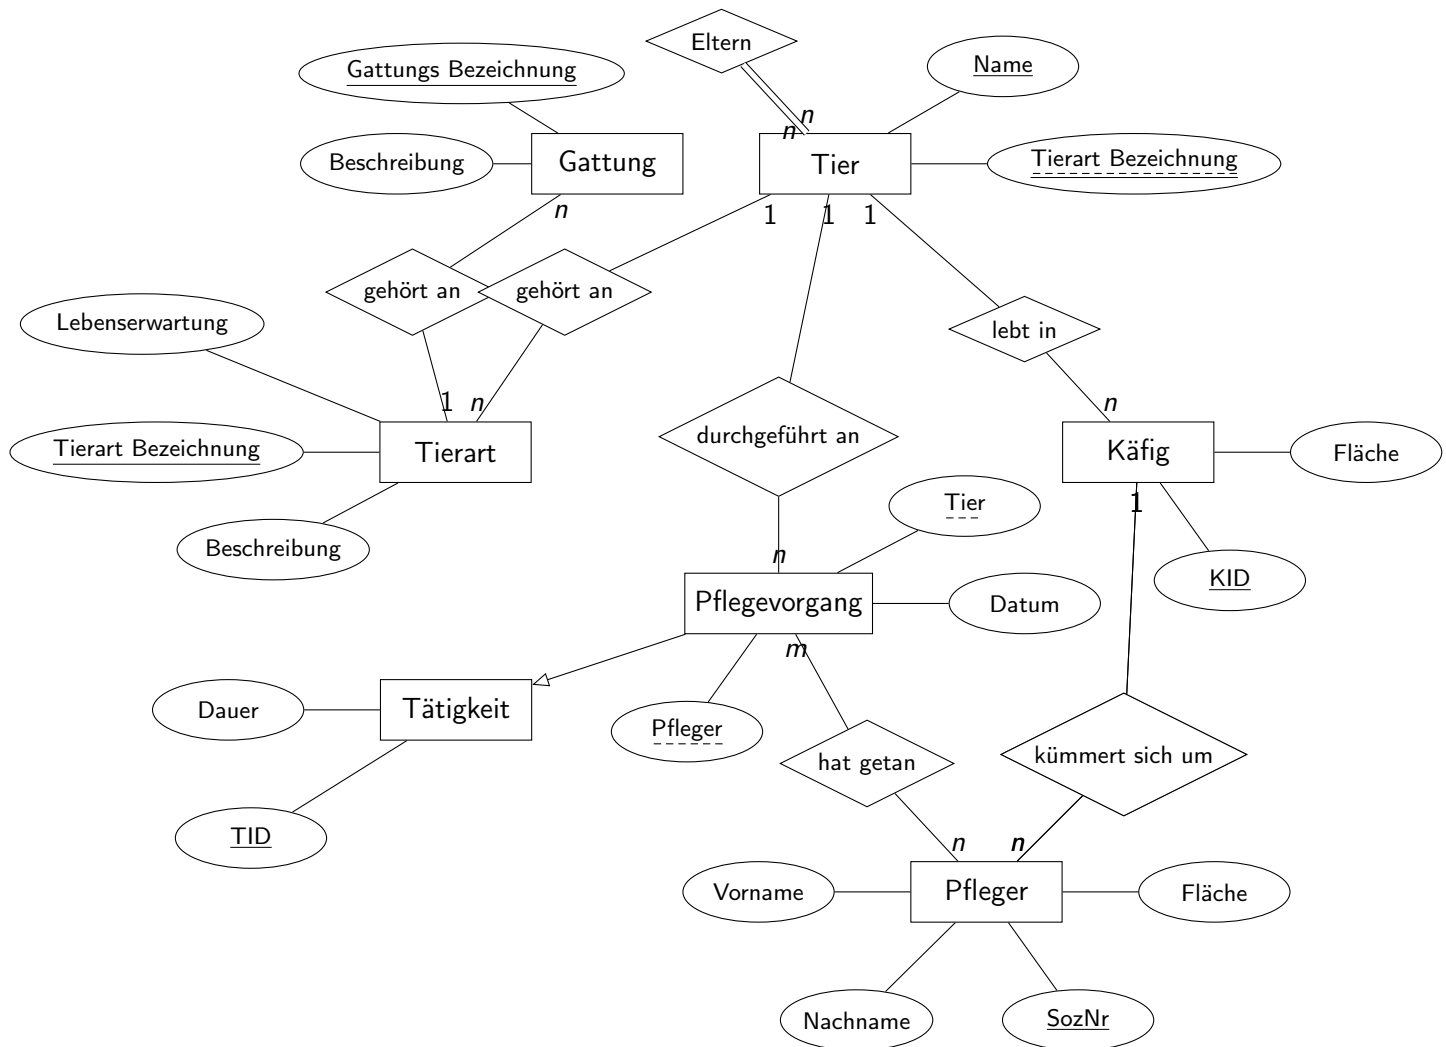 Eltern
Name
Gattungs Bezeichnung
n
n
Beschreibung
Gattung
Tier
Tierart Bezeichnung
n
1
1
1
gehört an
gehört an
Lebenserwartung
lebt in
1
n
n
durchgeführt an
Tierart Bezeichnung
Tierart
Käfig
Fläche
Tier
1
Beschreibung
n
KID
Pflegevorgang
Datum
m
Dauer
Tätigkeit
Pfleger
hat getan
kümmert sich um
TID
n
n
Vorname
Pfleger
Fläche
Nachname
SozNr